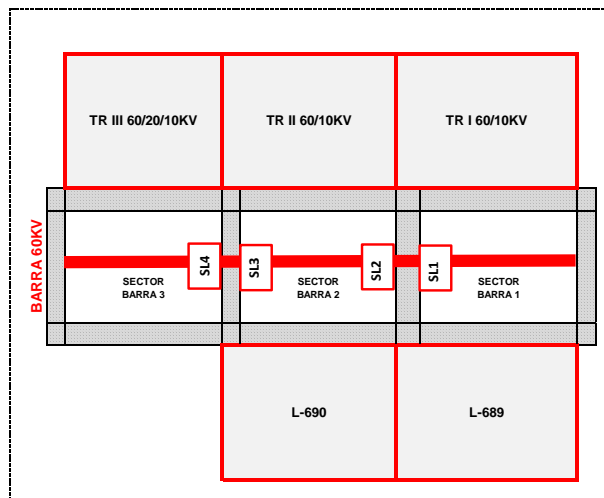 TR III 60/20/10KV
TR II 60/10KV
TR I 60/10KV
BARRA 60KV
SL4
SL3
SL2
SL1
SECTOR
BARRA 3
SECTOR
BARRA 2
SECTOR
BARRA 1
L-690
L-689